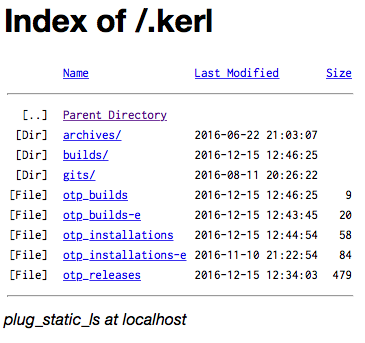 Index of /.kerl
Name Last Modified Size
[..] Parent Directory
[Dir] archives/ 2016-06-22 21:03:07
[Dir] builds/ 2016-12-15 12:46:25
[Dir] gits/ 2016-08-11 20:26:22
[File] otp_builds 2016-12-15 12:46:25 9
[File] otp_builds-e 2016-12-15 12:43:45 20
[File] otp_installations 2016-12-15 12:44:54 58
[File] otp_installations-e 2016-11-10 21:22:54 84
[File] otp_releases 2016-12-15 12:34:03 479
plug_static_ls at localhost